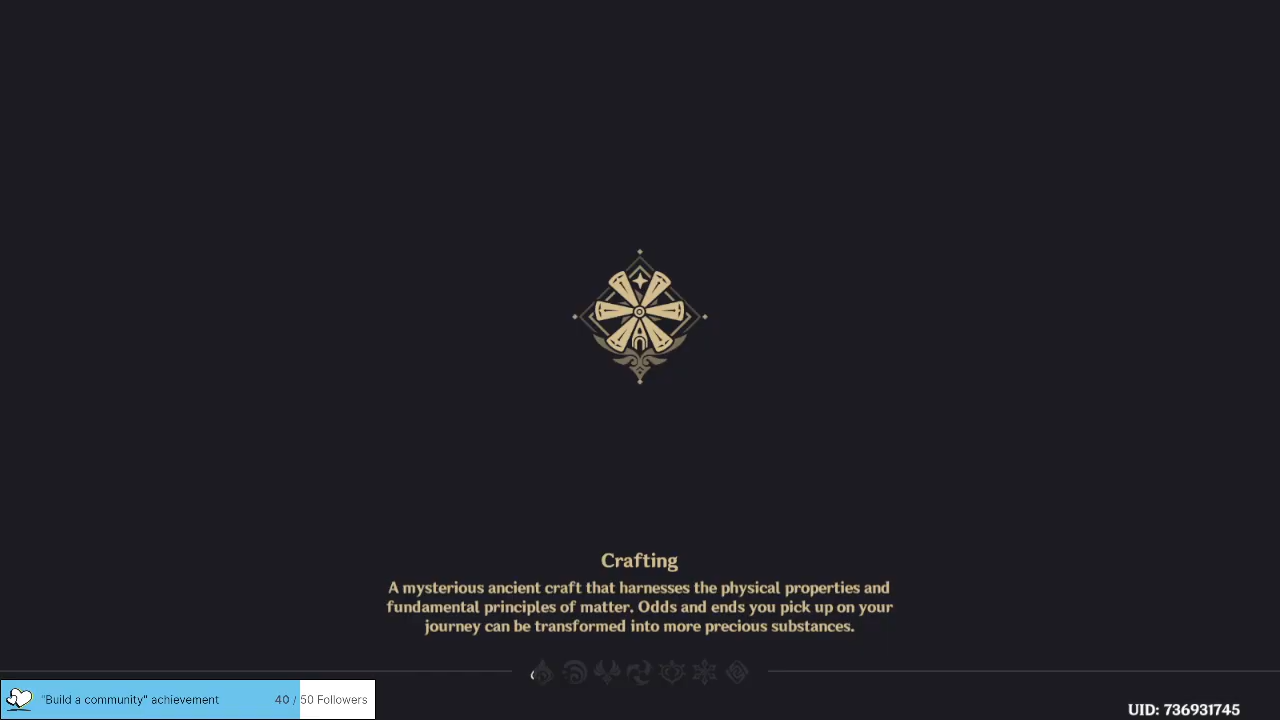 Crafting
A mysterious ancient craft that harnesses the physical properties and
fundamental principles of matter. Odds and ends you pick up on your
journey can be transformed into more precious substances.
"Build a community" achievement 40 / 50 Followers
UID: 736931745